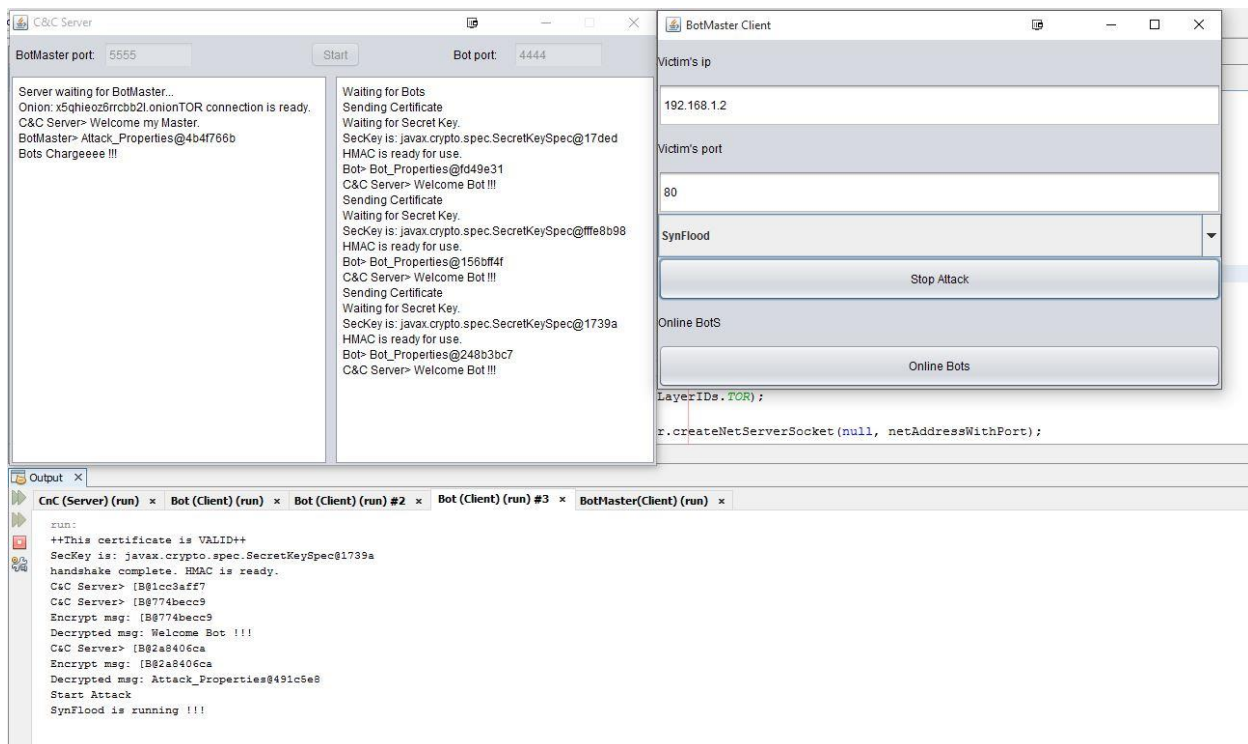 C&C Server
BotMaster port: 5555
Start
Bot port: 4444
Server waiting for BotMaster...
Onion: x5qhieoz6rrcbb2l.onionTOR connection is ready.
C&C Server> Welcome my Master.
BotMaster> Attack_Properties@4b4f766b
Bots Chargeeee !!!
Waiting for Bots
Sending Certificate
Waiting for Secret Key.
SecKey is: javax.crypto.spec.SecretKeySpec@17ded
HMAC is ready for use.
Bot> Bot_Properties@fd49e31
C&C Server> Welcome Bot !!!
Sending Certificate
Waiting for Secret Key.
SecKey is: javax.crypto.spec.SecretKeySpec@fffe8b98
HMAC is ready for use.
Bot> Bot_Properties@156bff4f
C&C Server> Welcome Bot !!!
Sending Certificate
Waiting for Secret Key.
SecKey is: javax.crypto.spec.SecretKeySpec@1739a
HMAC is ready for use.
Bot> Bot_Properties@248b3bc7
C&C Server> Welcome Bot !!!
BotMaster Client
Victim's ip
192.168.1.2
Victim's port
80
SynFlood
Stop Attack
Online BotS
Online Bots
LayerIDs.TOR);
r.createNetServerSocket(null, netAddressWithPort);
Output
CnC (Server) (run) Bot (Client) (run) Bot (Client) (run) #2 Bot (Client) (run) #3 BotMaster(Client) (run)
run:
++This certificate is VALID++
SecKey is: javax.crypto.spec.SecretKeySpec@1739a
handshake complete. HMAC is ready.
C&C Server> [B@1cc3aff7
C&C Server> [B@774becc9
Encrypt msg: [B@774becc9
Decrypted msg: Welcome Bot !!!
C&C Server> [B@2a8406ca
Encrypt msg: [B@2a8406ca
Decrypted msg: Attack_Properties@491c5e8
Start Attack
SynFlood is running !!!